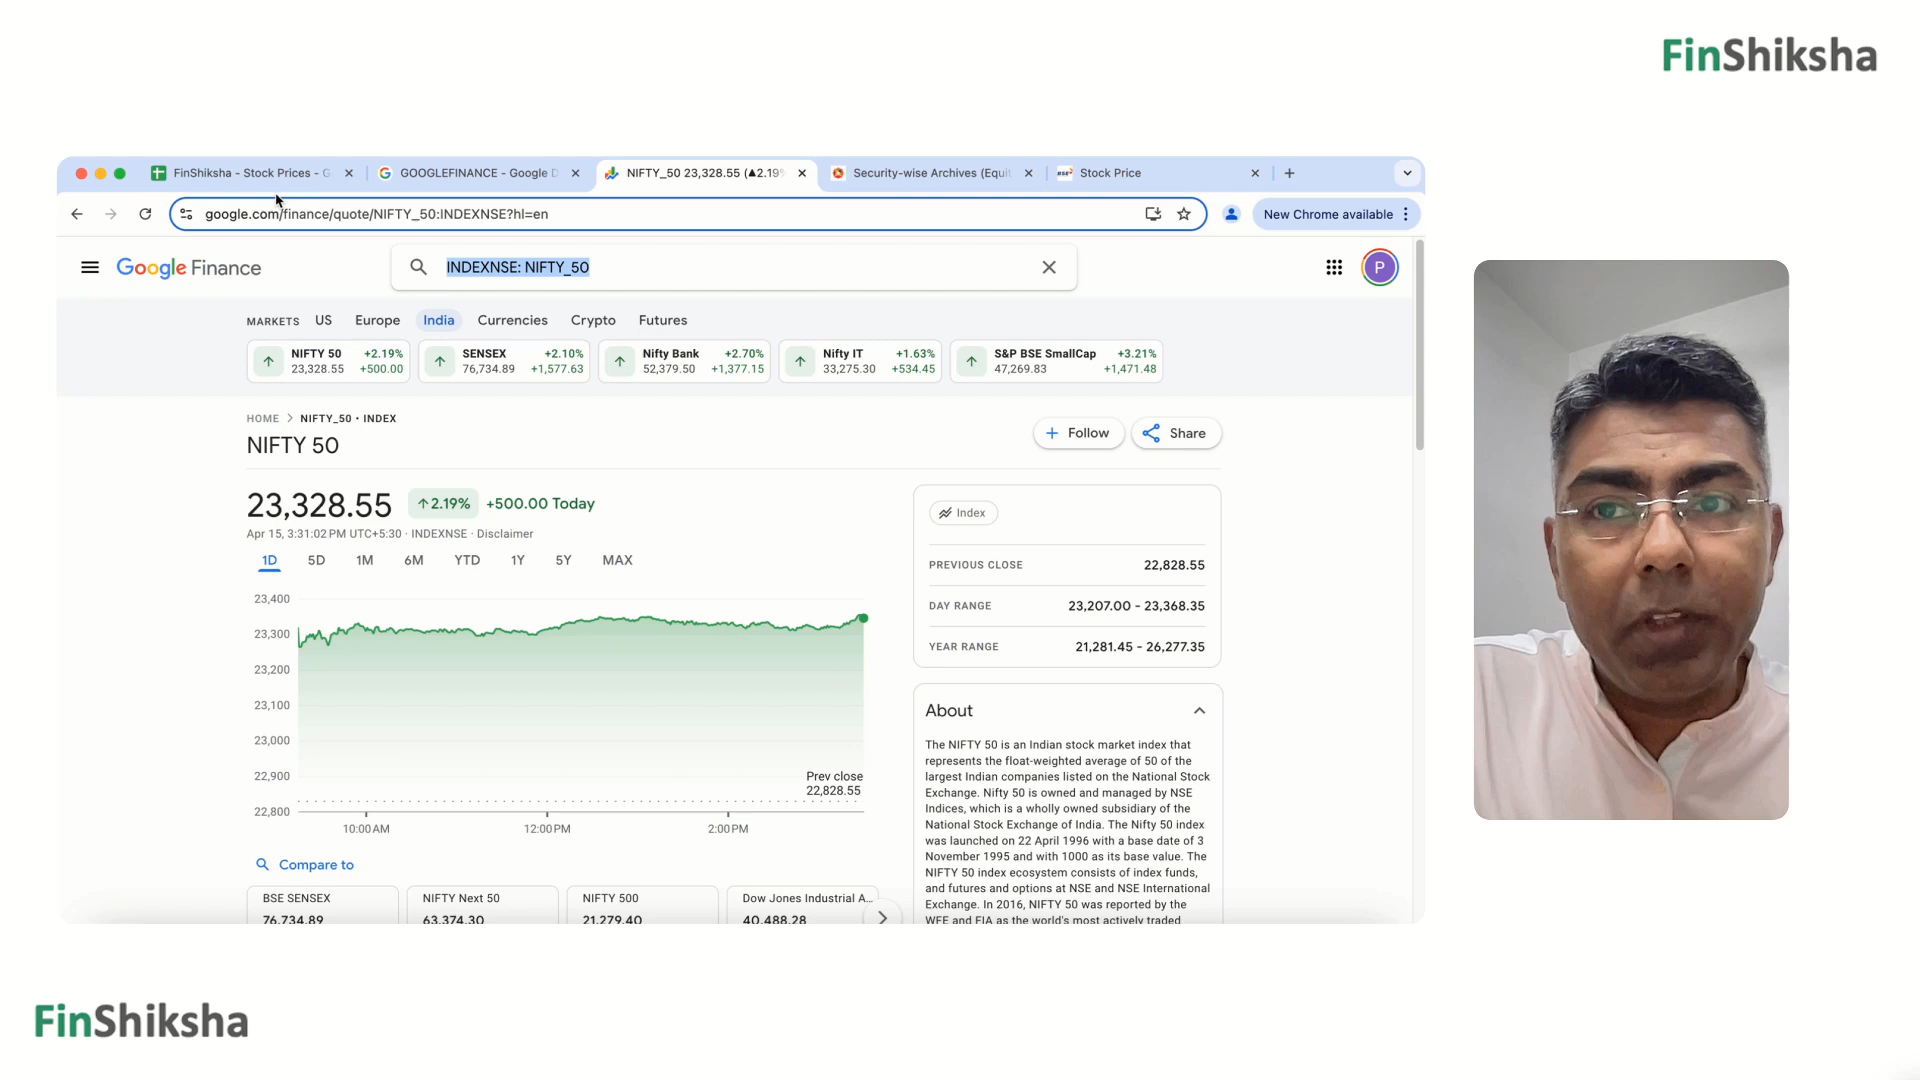 FinShiksha
FinShiksha - Stock Prices - G
GOOGLEFINANCE - Google D
NIFTY_50 23,328.55 (▲2.19%
Security-wise Archives (Equit
Stock Price
google.com/finance/quote/NIFTY_50:INDEXNSE?hl=en
New Chrome available
Google Finance
INDEXNSE: NIFTY_50
P
MARKETS US Europe India Currencies Crypto Futures
NIFTY 50 +2.19%
23,328.55 +500.00
SENSEX +2.10%
76,734.89 +1,577.63
Nifty Bank +2.70%
52,379.50 +1,377.15
Nifty IT +1.63%
33,275.30 +534.45
S&P BSE SmallCap +3.21%
47,269.83 +1,471.48
HOME > NIFTY_50 • INDEX
NIFTY 50
+ Follow
Share
23,328.55 ↑2.19% +500.00 Today
Apr 15, 3:31:02 PM UTC+5:30 · INDEXNSE · Disclaimer
1D 5D 1M 6M YTD 1Y 5Y MAX
23,400
23,300
23,200
23,100
23,000
22,900
22,800
Prev close
22,828.55
10:00 AM 12:00 PM 2:00 PM
Index
PREVIOUS CLOSE 22,828.55
DAY RANGE 23,207.00 - 23,368.35
YEAR RANGE 21,281.45 - 26,277.35
About
The NIFTY 50 is an Indian stock market index that
represents the float-weighted average of 50 of the
largest Indian companies listed on the National Stock
Exchange. Nifty 50 is owned and managed by NSE
Indices, which is a wholly owned subsidiary of the
National Stock Exchange of India. The Nifty 50 index
was launched on 22 April 1996 with a base date of 3
November 1995 and with 1000 as its base value. The
NIFTY 50 index ecosystem consists of index funds,
and futures and options at NSE and NSE International
Exchange. In 2016, NIFTY 50 was reported by the
WFE and FIA as the world's most actively traded
Compare to
BSE SENSEX
76,734.89
NIFTY Next 50
63,374.30
NIFTY 500
21,279.40
Dow Jones Industrial A...
40,488.28
FinShiksha